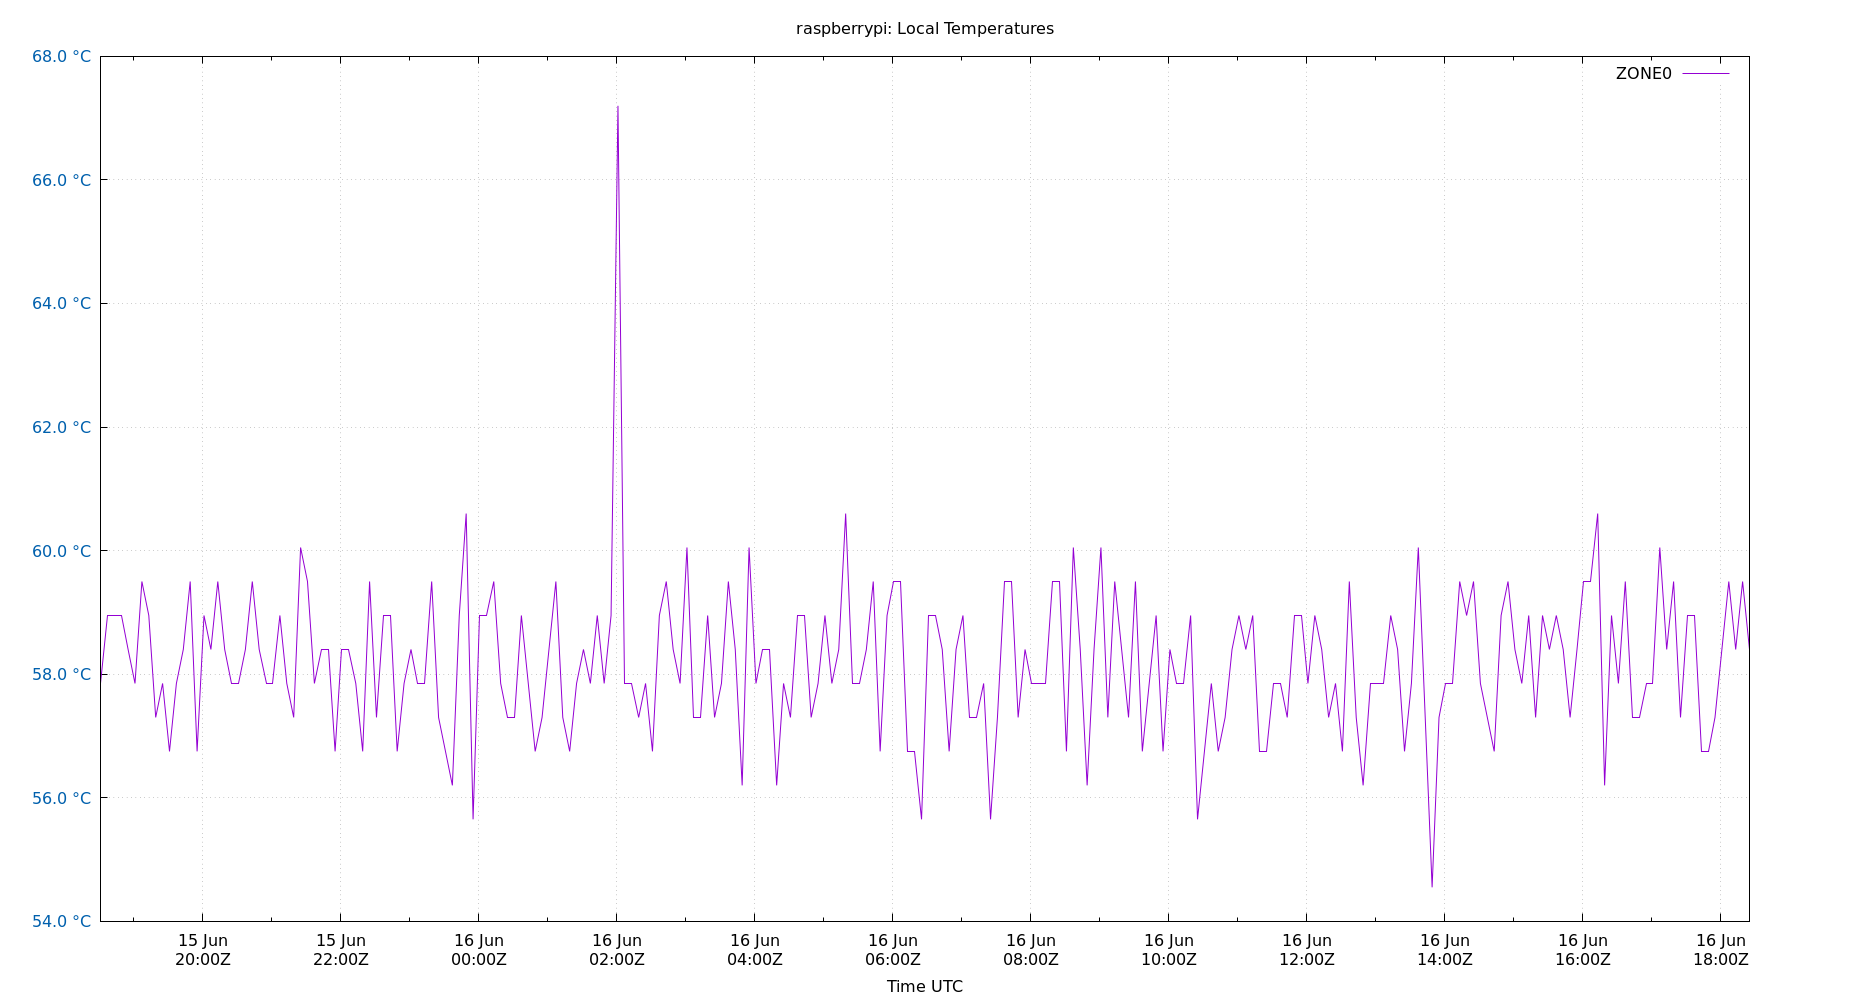 raspberrypi: Local Temperatures
ZONE0
68.0 °C
66.0 °C
64.0 °C
62.0 °C
60.0 °C
58.0 °C
56.0 °C
54.0 °C
15 Jun 15 Jun 16 Jun 16 Jun 16 Jun 16 Jun 16 Jun 16 Jun 16 Jun 16 Jun 16 Jun 16 Jun
20:00Z 22:00Z 00:00Z 02:00Z 04:00Z 06:00Z 08:00Z 10:00Z 12:00Z 14:00Z 16:00Z 18:00Z
Time UTC